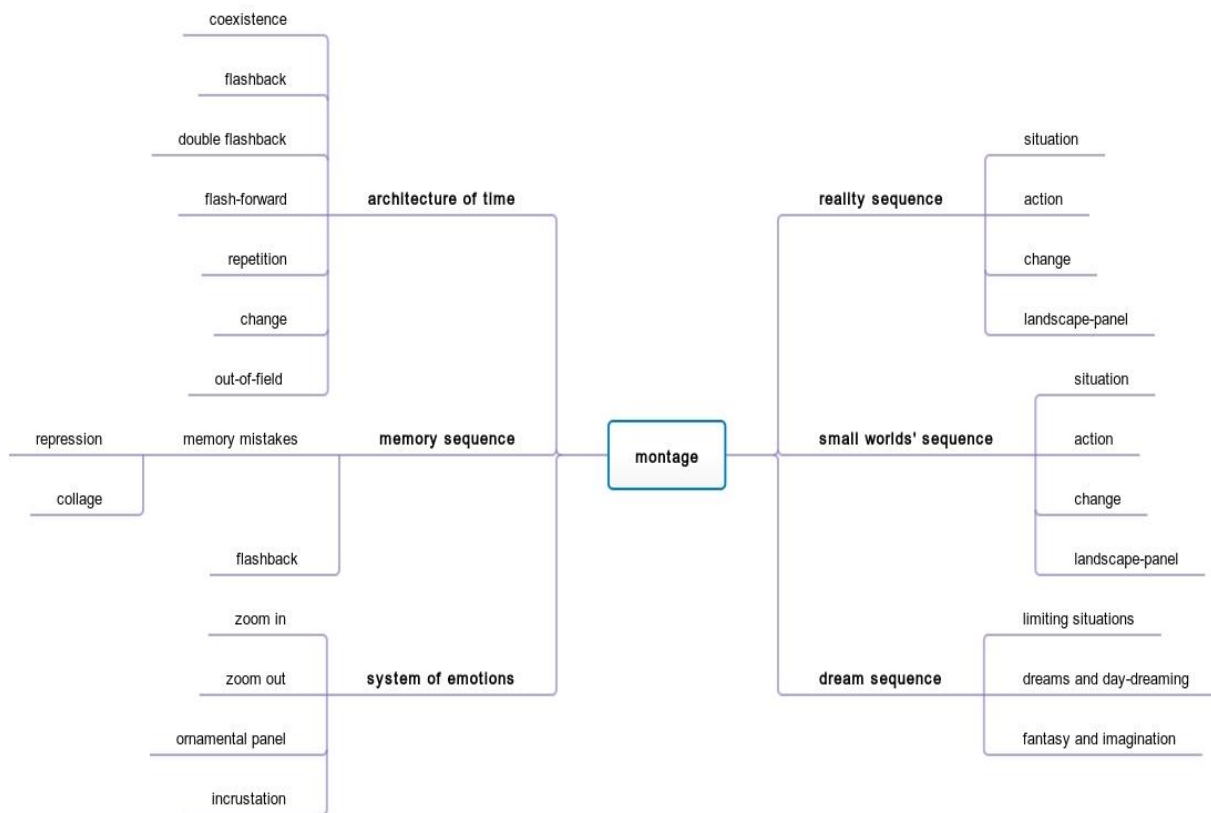 coexistence
flashback
double flashback
flash-forward
architecture of time
repetition
change
out-of-field
repression
memory mistakes
memory sequence
collage
flashback
zoom in
zoom out
system of emotions
ornamental panel
incrustation
montage
situation
reality sequence
action
change
landscape-panel
situation
small worlds' sequence
action
change
landscape-panel
limiting situations
dream sequence
dreams and day-dreaming
fantasy and imagination